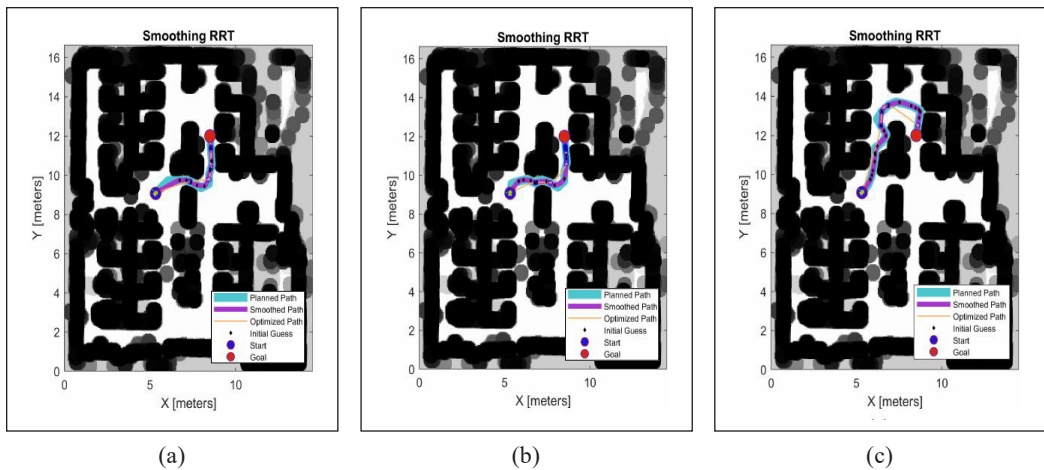 Smoothing RRT
16
14
12
10
8
6
4
2
0
Y [meters]
0 5 10
X [meters]
Planned Path
Smoothed Path
Optimized Path
Initial Guess
Start
Goal
(a)
Smoothing RRT
16
14
12
10
8
6
4
2
0
Y [meters]
0 5 10
X [meters]
Planned Path
Smoothed Path
Optimized Path
Initial Guess
Start
Goal
(b)
Smoothing RRT
16
14
12
10
8
6
4
2
0
Y [meters]
0 5 10
X [meters]
Planned Path
Smoothed Path
Optimized Path
Initial Guess
Start
Goal
(c)